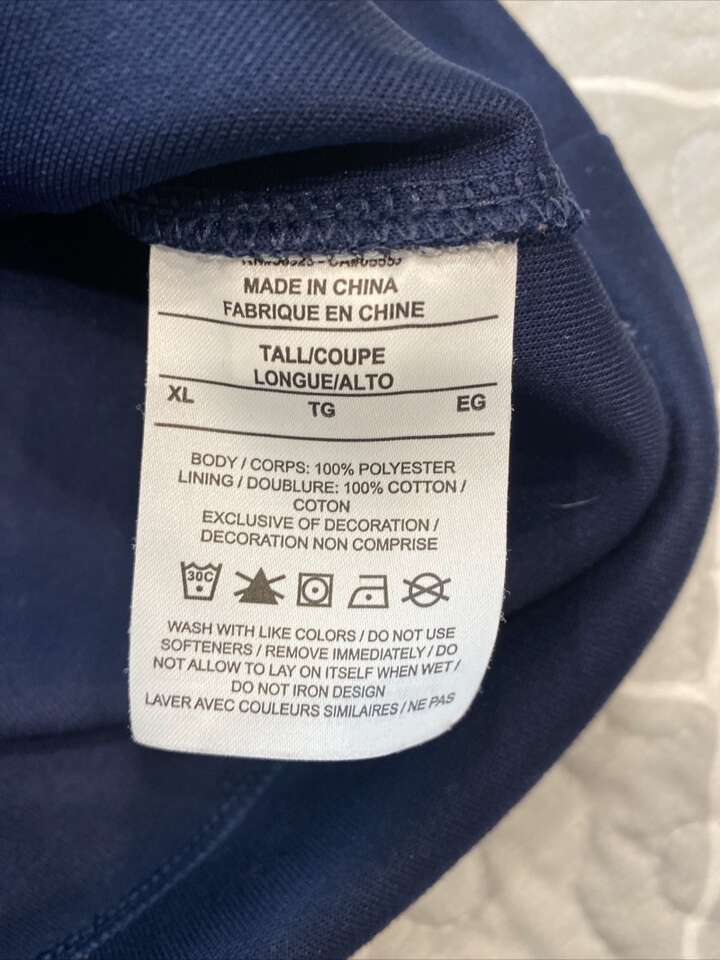 MADE IN CHINA
FABRIQUE EN CHINE
TALL/COUPE
LONGUE/ALTO
XL TG EG
BODY / CORPS: 100% POLYESTER
LINING / DOUBLURE: 100% COTTON /
COTON
EXCLUSIVE OF DECORATION /
DECORATION NON COMPRISE
30C
WASH WITH LIKE COLORS / DO NOT USE
SOFTENERS / REMOVE IMMEDIATELY / DO
NOT ALLOW TO LAY ON ITSELF WHEN WET /
DO NOT IRON DESIGN
LAVER AVEC COULEURS SIMILAIRES / NE PAS